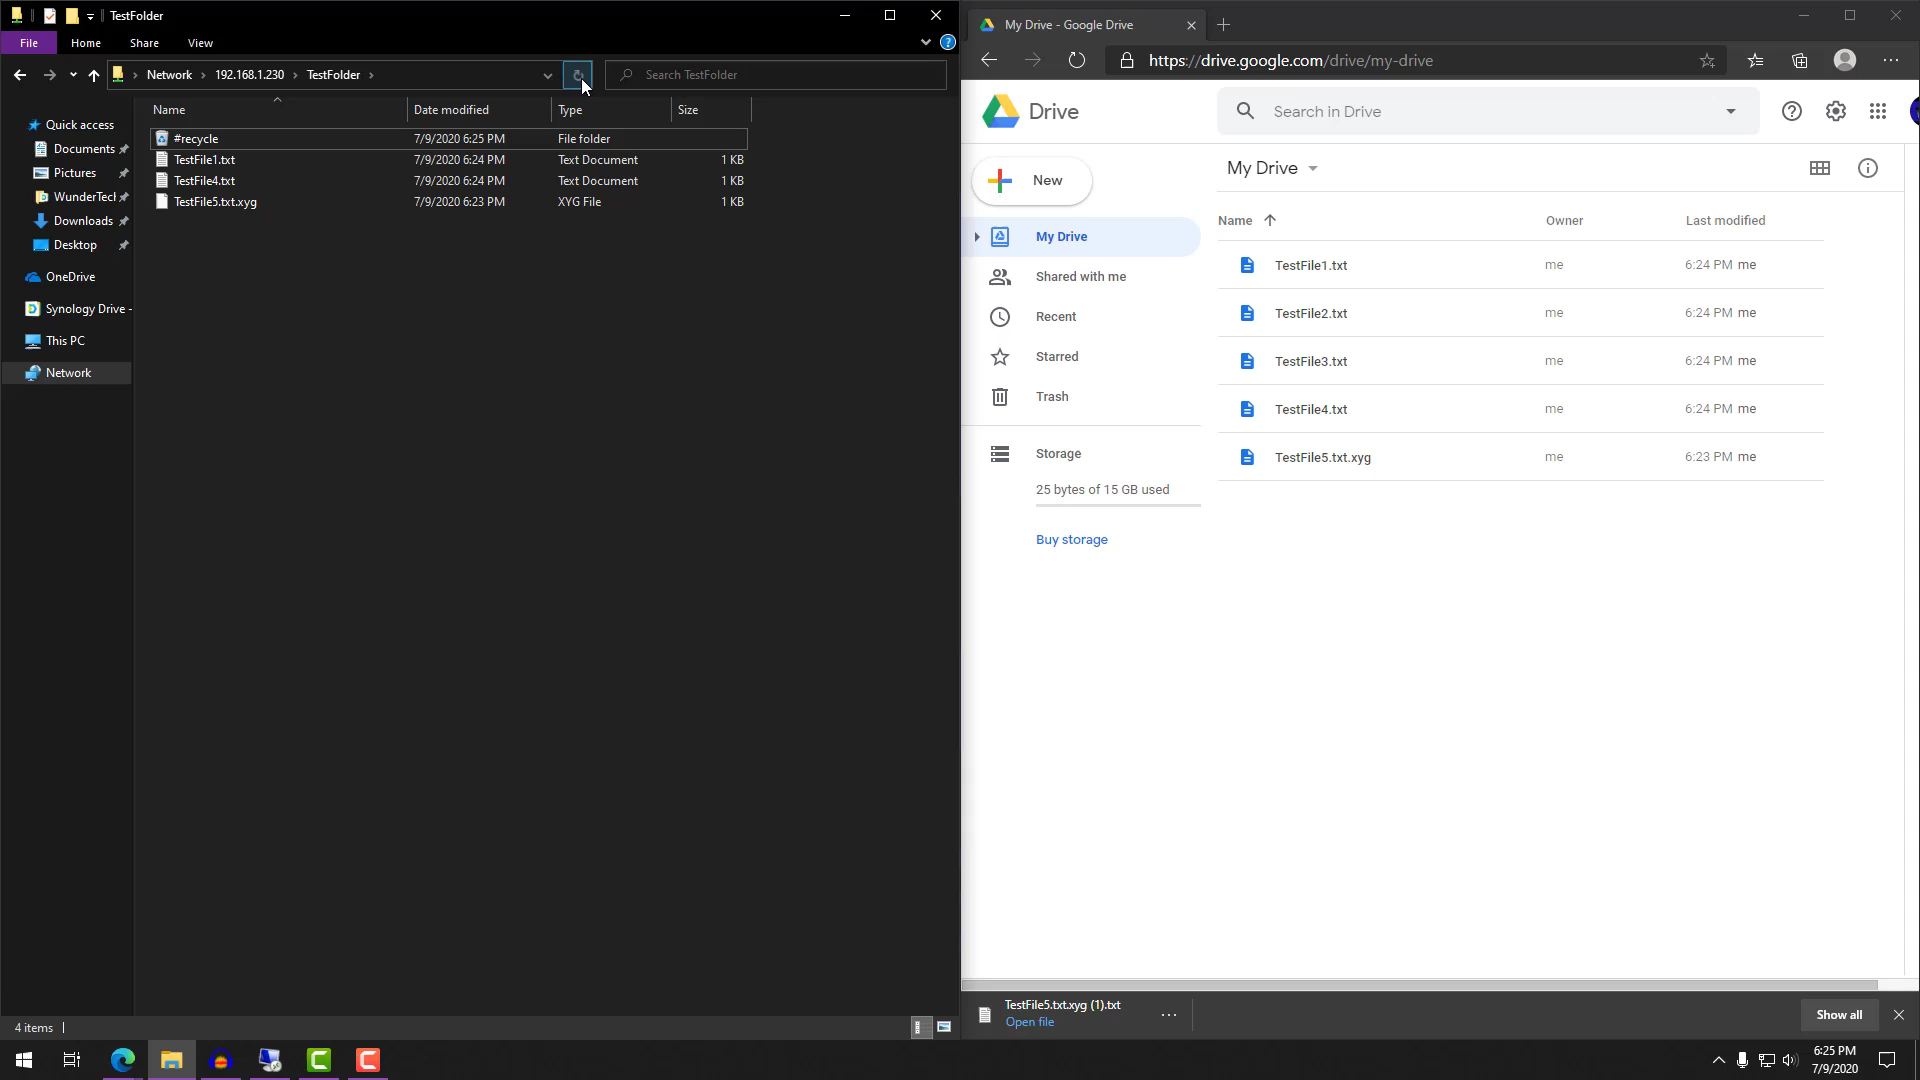 TestFolder
File Home Share View
Network 192.168.1.230 TestFolder
Search TestFolder
Name Date modified Type Size
#recycle 7/9/2020 6:25 PM File folder
TestFile1.txt 7/9/2020 6:24 PM Text Document 1 KB
TestFile4.txt 7/9/2020 6:24 PM Text Document 1 KB
TestFile5.txt.xyg 7/9/2020 6:23 PM XYG File 1 KB
Quick access
Documents
Pictures
WunderTecl
Downloads
Desktop
OneDrive
Synology Drive -
This PC
Network
4 items
My Drive - Google Drive
https://drive.google.com/drive/my-drive
Drive
Search in Drive
New
My Drive
Shared with me
Recent
Starred
Trash
Storage
25 bytes of 15 GB used
Buy storage
My Drive
Name Owner Last modified
TestFile1.txt me 6:24 PM me
TestFile2.txt me 6:24 PM me
TestFile3.txt me 6:24 PM me
TestFile4.txt me 6:24 PM me
TestFile5.txt.xyg me 6:23 PM me
TestFile5.txt.xyg (1).txt
Open file
Show all
6:25 PM
7/9/2020